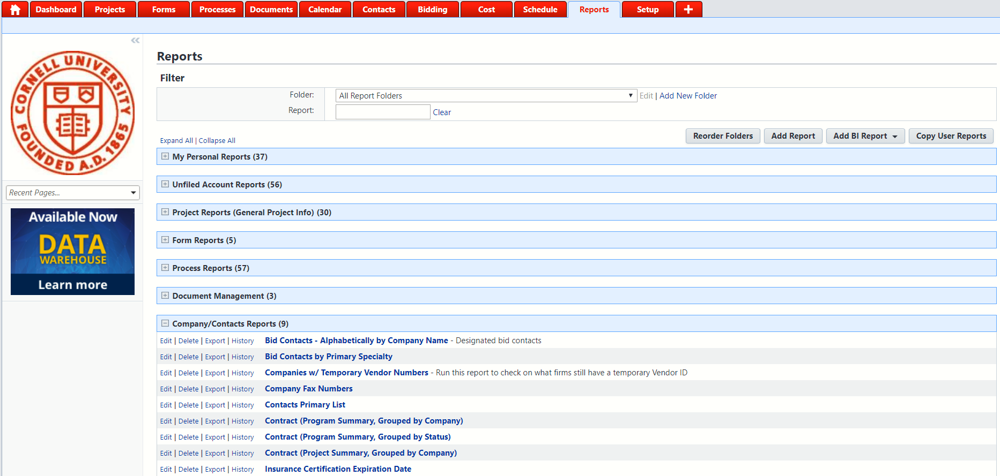 Dashboard Projects Forms Processes Documents Calendar Contacts Bidding Cost Schedule Reports Setup
CORNELL UNIVERSITY
FOUNDED A.D. 1865
Recent Pages...
Available Now
DATA
WAREHOUSE
Learn more
Reports
Filter
Folder: All Report Folders Edit | Add New Folder
Report: Clear
Expand All | Collapse All Reorder Folders Add Report Add BI Report Copy User Reports
My Personal Reports (37)
Unfiled Account Reports (56)
Project Reports (General Project Info) (30)
Form Reports (5)
Process Reports (57)
Document Management (3)
Company/Contacts Reports (9)
Edit | Delete | Export | History Bid Contacts - Alphabetically by Company Name - Designated bid contacts
Edit | Delete | Export | History Bid Contacts by Primary Specialty
Edit | Delete | Export | History Companies w/ Temporary Vendor Numbers - Run this report to check on what firms still have a temporary Vendor ID
Edit | Delete | Export | History Company Fax Numbers
Edit | Delete | Export | History Contacts Primary List
Edit | Delete | Export | History Contract (Program Summary, Grouped by Company)
Edit | Delete | Export | History Contract (Program Summary, Grouped by Status)
Edit | Delete | Export | History Contract (Project Summary, Grouped by Company)
Edit | Delete | Export | History Insurance Certification Expiration Date